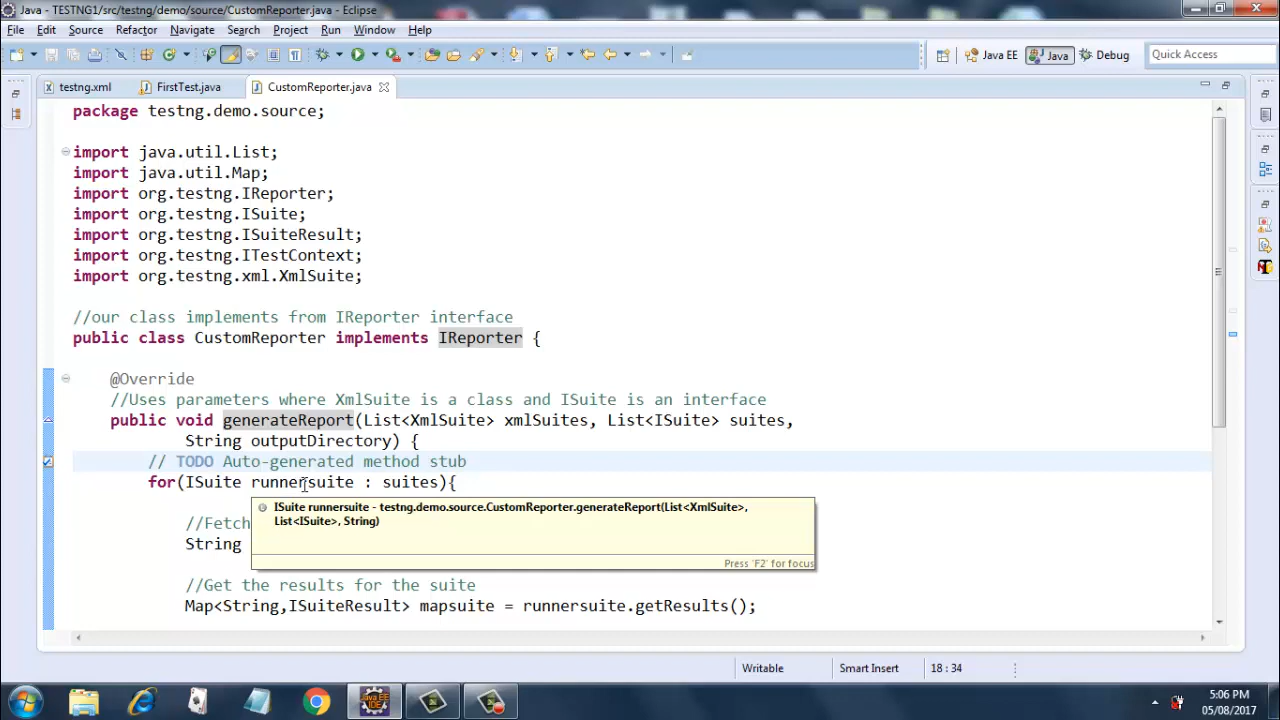 Java - TESTNG1/src/testng/demo/source/CustomReporter.java - Eclipse
File Edit Source Refactor Navigate Search Project Run Window Help
Java EE Java Debug Quick Access
testng.xml FirstTest.java CustomReporter.java
package testng.demo.source;
import java.util.List;
import java.util.Map;
import org.testng.IReporter;
import org.testng.ISuite;
import org.testng.ISuiteResult;
import org.testng.ITestContext;
import org.testng.xml.XmlSuite;
//our class implements from IReporter interface
public class CustomReporter implements IReporter {
@Override
//Uses parameters where XmlSuite is a class and ISuite is an interface
public void generateReport(List<XmlSuite> xmlSuites, List<ISuite> suites,
String outputDirectory) {
// TODO Auto-generated method stub
for(ISuite runnersuite : suites){
ISuite runnersuite - testng.demo.source.CustomReporter.generateReport(List<XmlSuite>,
List<ISuite>, String)
//Fetch
String
Press 'F2' for focus
//Get the results for the suite
Map<String,ISuiteResult> mapsuite = runnersuite.getResults();
Writable Smart Insert 18 : 34
Java EE
IDE
5:06 PM
05/08/2017